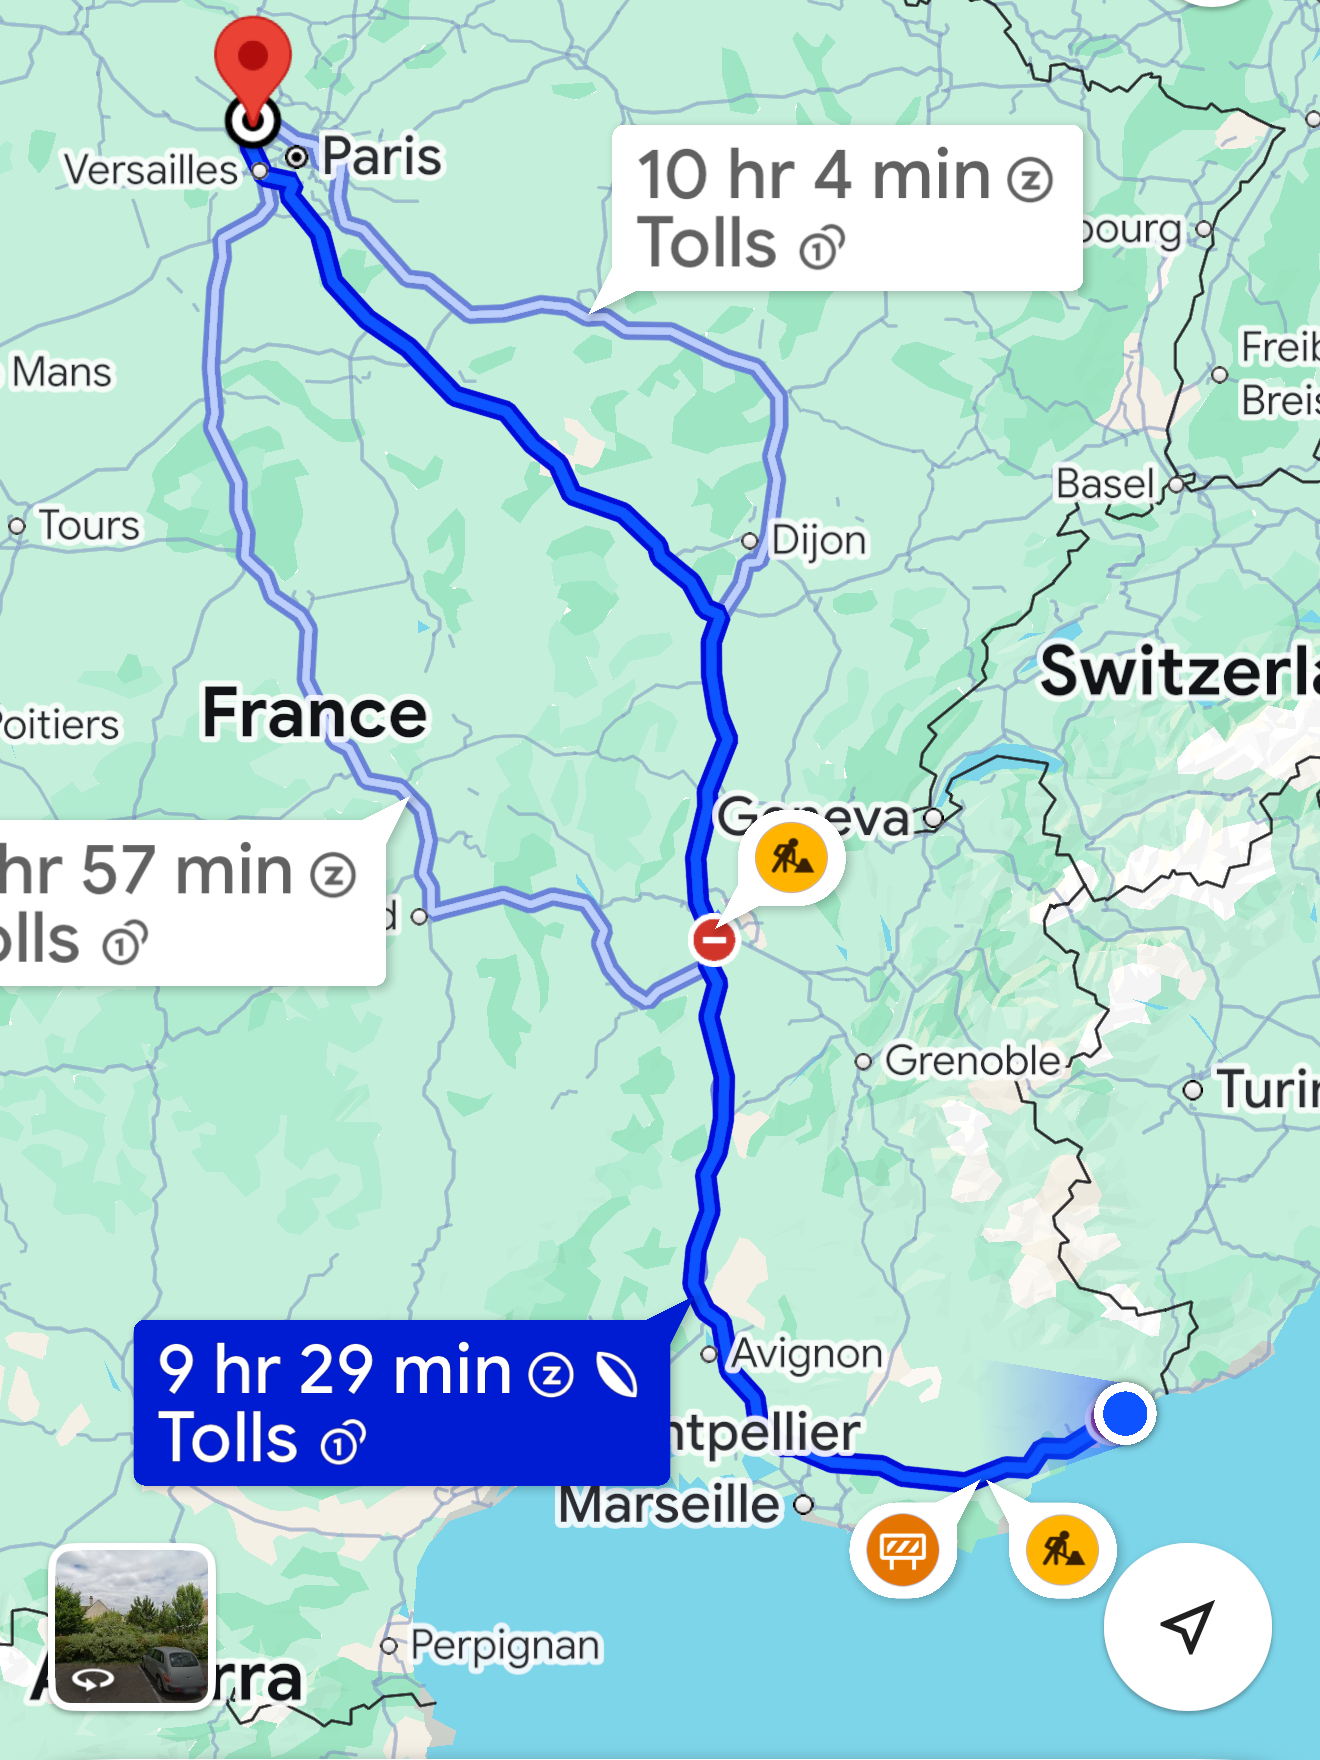 Paris
Versailles
10 hr 4 min
Tolls
bourg
Mans
Freib
Breis
Basel
Tours
Dijon
Switzerla
France
Poitiers
Geneva
hr 57 min
olls
d
Grenoble
Turin
9 hr 29 min
Tolls
Avignon
ntpellier
Marseille
Perpignan
A
rra